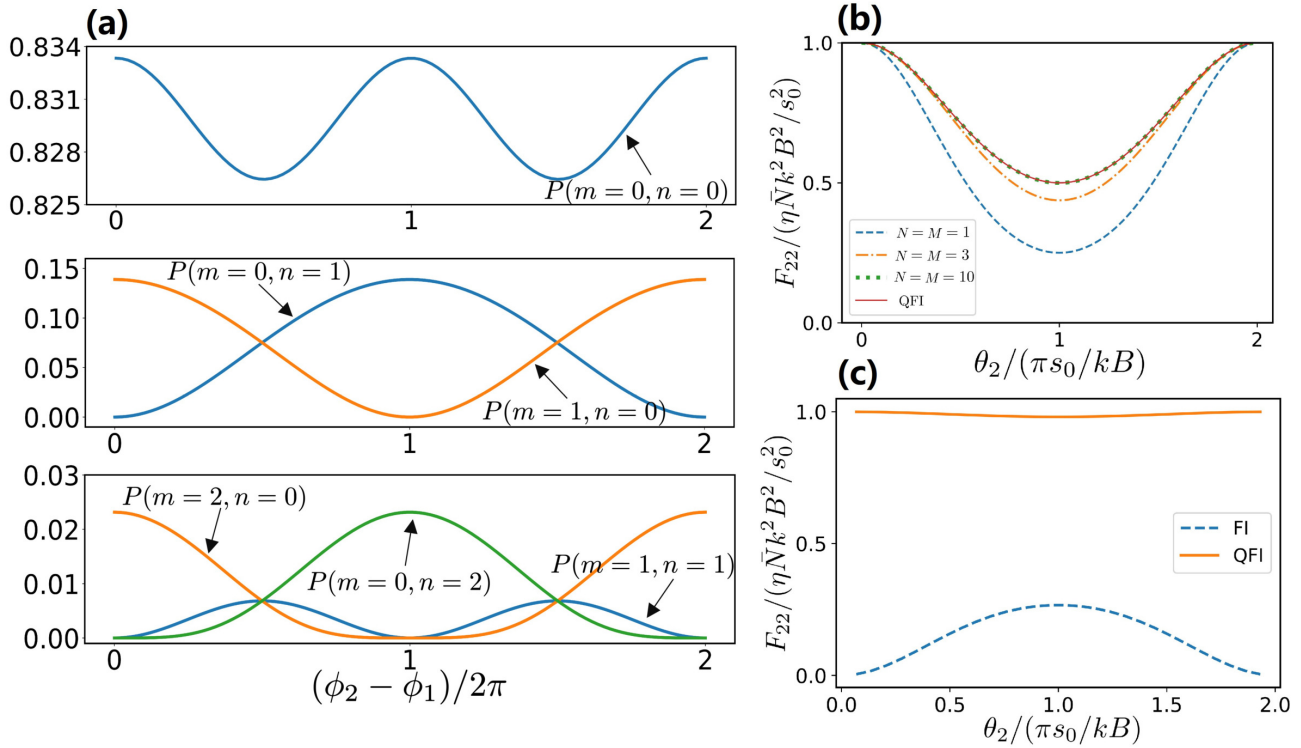 (a)
0.834
0.831
0.828
0.825
P(m = 0, n = 0)
0 1 2
0.15
0.10
0.05
0.00
P(m = 0, n = 1)
P(m = 1, n = 0)
0 1 2
0.03
0.02
0.01
0.00
P(m = 2, n = 0)
P(m = 0, n = 2)
P(m = 1, n = 1)
0 1 2
(ϕ₂ − ϕ₁)/2π
(b)
F₂₂/(ηN̄k²B²/s₀²)
1.0
0.5
0.0
N = M = 1
N = M = 3
N = M = 10
QFI
0 1 2
θ₂/(πs₀/kB)
(c)
F₂₂/(ηN̄k²B²/s₀²)
1.0
0.5
0.0
FI
QFI
0.0 0.5 1.0 1.5 2.0
θ₂/(πs₀/kB)